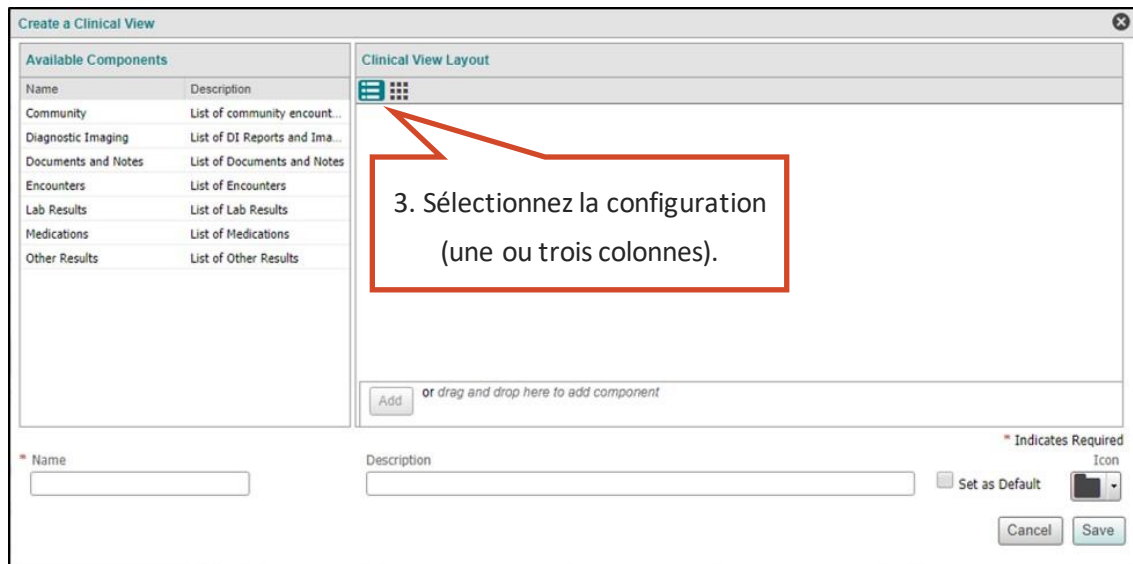 Create a Clinical View
Available Components
Name Description
Community List of community encount...
Diagnostic Imaging List of DI Reports and Ima...
Documents and Notes List of Documents and Notes
Encounters List of Encounters
Lab Results List of Lab Results
Medications List of Medications
Other Results List of Other Results
Clinical View Layout
3. Sélectionnez la configuration
(une ou trois colonnes).
Add or drag and drop here to add component
* Indicates Required
* Name Description Icon
Set as Default
Cancel Save